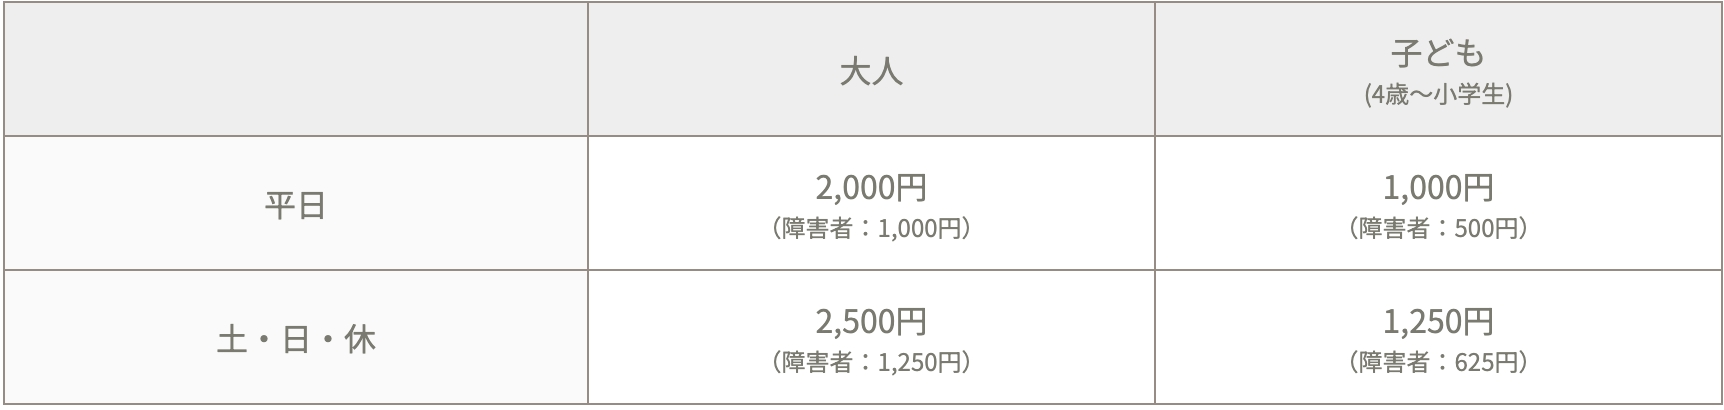 大人
子ども
(4歳〜小学生)
平日
2,000円
（障害者：1,000円）
1,000円
（障害者：500円）
土・日・休
2,500円
（障害者：1,250円）
1,250円
（障害者：625円）